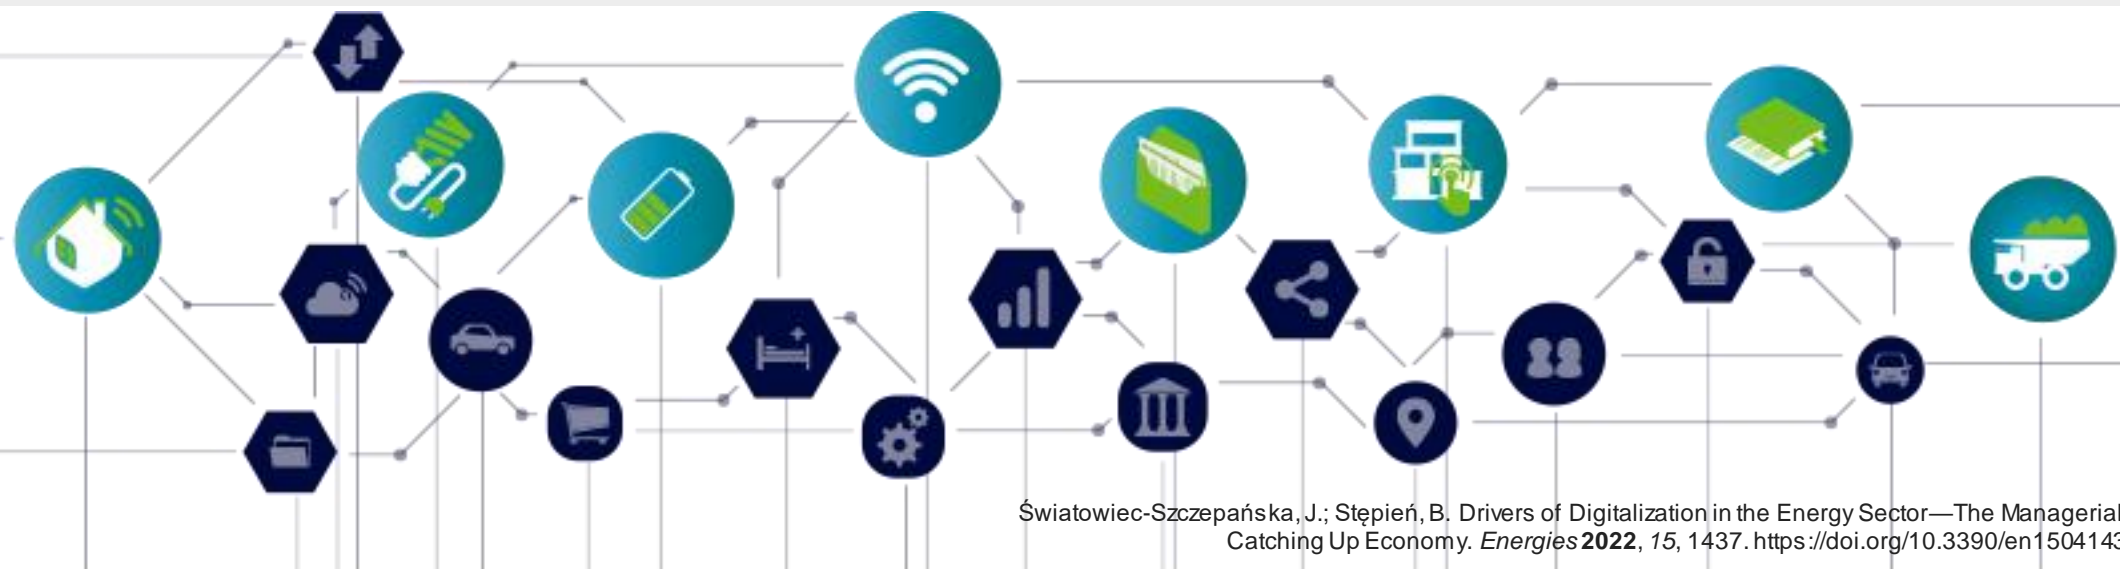 Światowiec-Szczepańska, J.; Stępień, B. Drivers of Digitalization in the Energy Sector—The Managerial
Catching Up Economy. Energies 2022, 15, 1437. https://doi.org/10.3390/en1504143